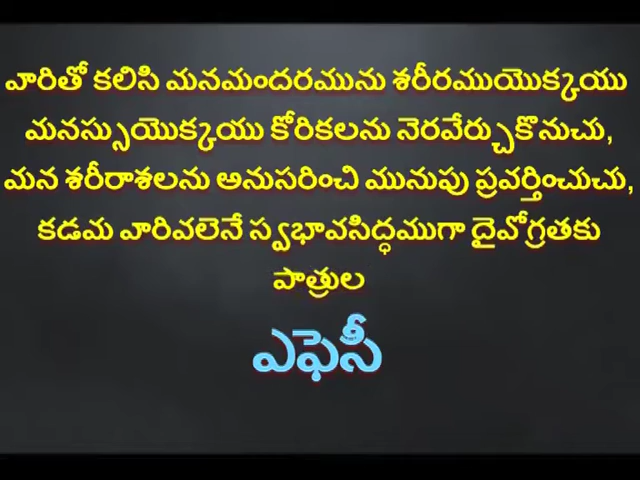 వారితో కలిసి మనమందరమును శరీరముయొక్కయు
మనస్సుయొక్కయు కోరికలను నెరవేర్చుకొనుచు,
మన శరీరాశలను అనుసరించి మునుపు ప్రవర్తించుచు,
కడమ వారివలెనే స్వభావసిద్ధముగా దైవోగ్రతకు
పాత్రుల
ఎఫెసీ